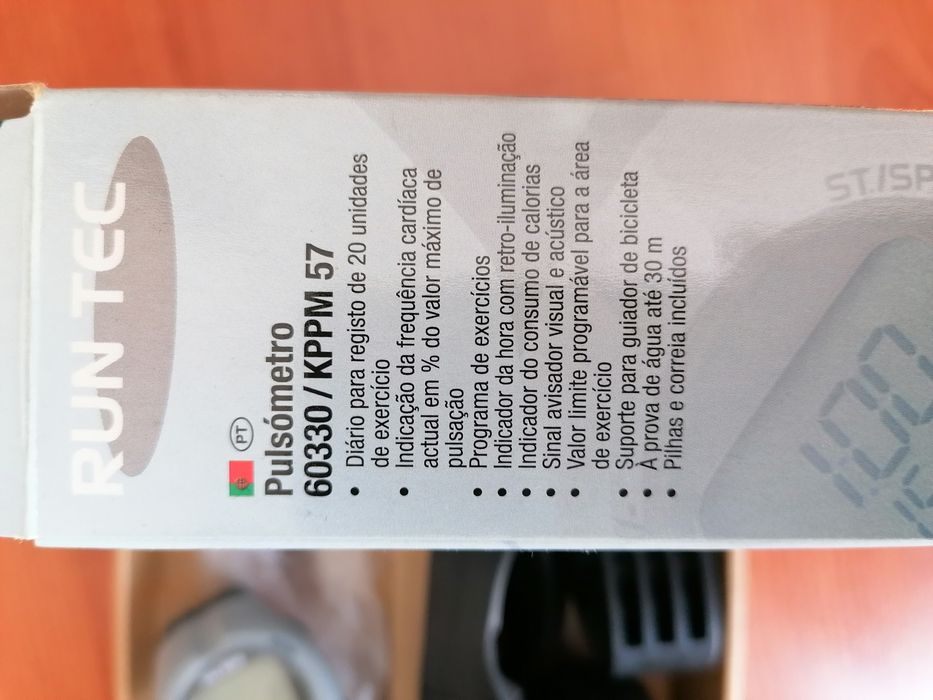 RUN TEC
PT
Pulsómetro
60330 / KPPM 57
• Diário para registo de 20 unidades
de exercício
• Indicação da frequência cardíaca
actual em % do valor máximo de
pulsação
• Programa de exercícios
• Indicador da hora com retro-iluminação
• Indicador do consumo de calorias
• Sinal avisador visual e acústico
• Valor limite programável para a área
de exercício
• Suporte para guiador de bicicleta
• À prova de água até 30 m
• Pilhas e correia incluídos
ST./SP